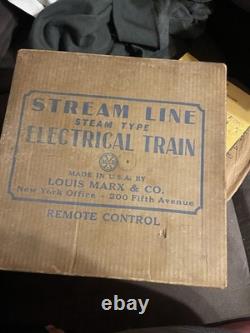 STREAM LINE
STEAM TYPE
ELECTRICAL TRAIN
MADE IN U.S.A. BY
LOUIS MARX & CO.
New York Office - 200 Fifth Avenue
REMOTE CONTROL